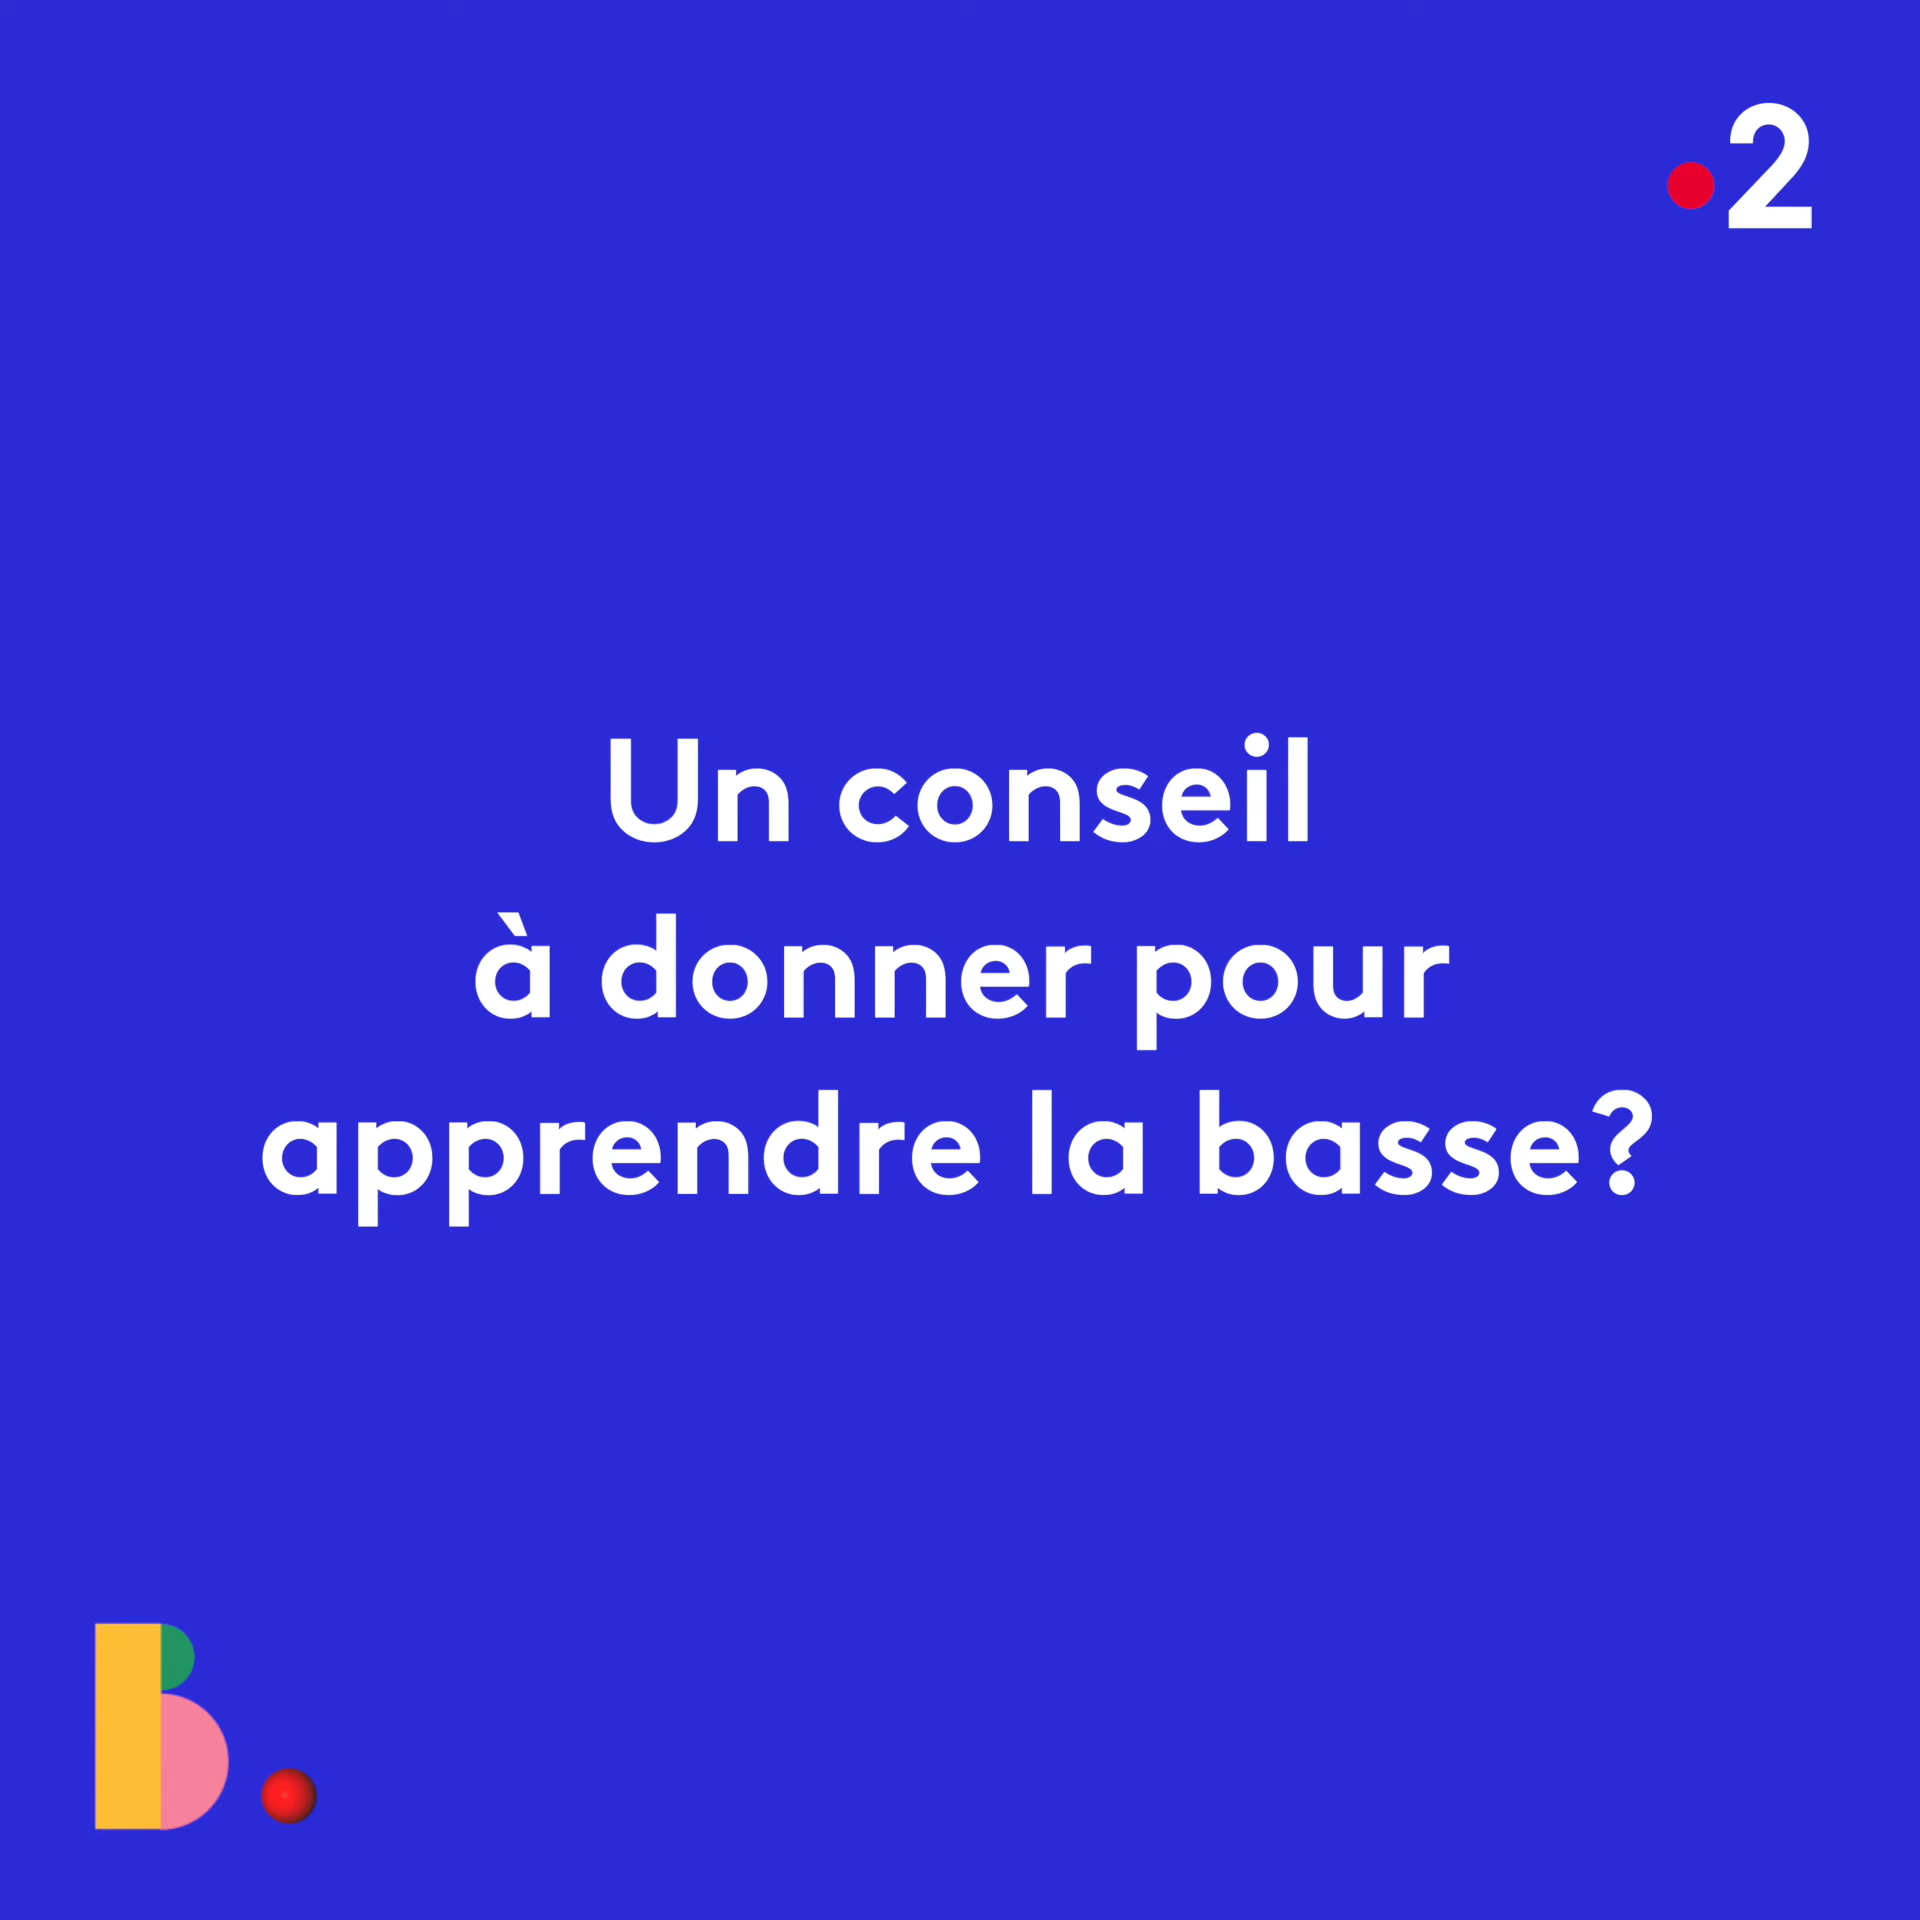 2
Un conseil
à donner pour
apprendre la basse?
B.